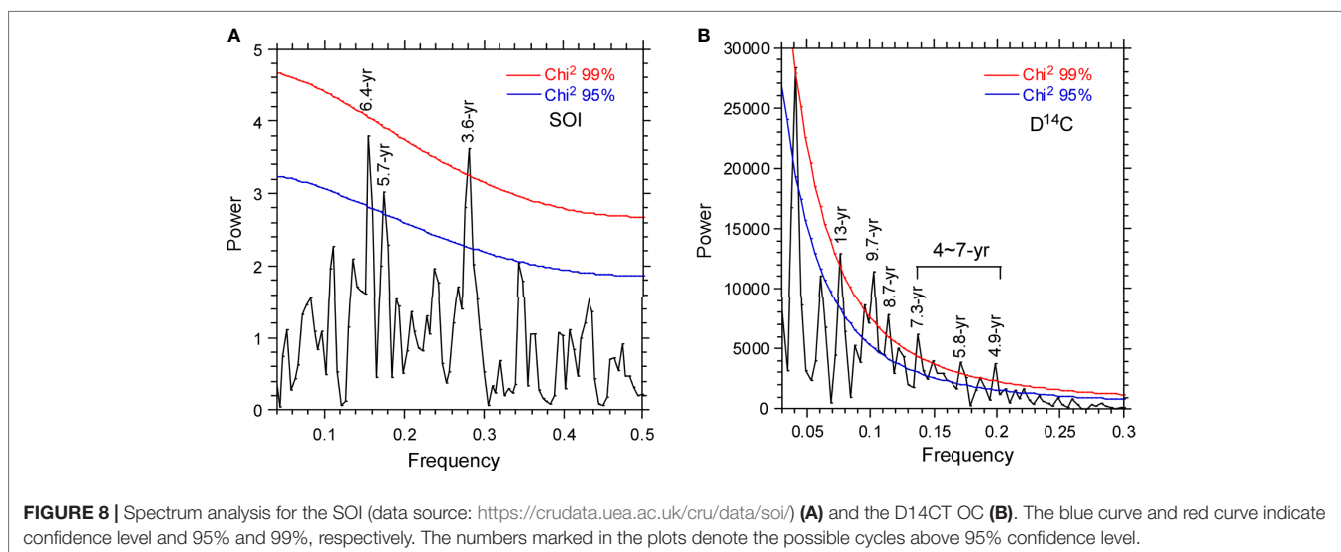 A
5
4
3
2
1
0
Power
0.1
0.2
0.3
0.4
0.5
Frequency
Chi² 99%
Chi² 95%
SOI
6.4-yr
5.7-yr
3.6-yr
B
30000
25000
20000
15000
10000
5000
0
Power
0.05
0.1
0.15
0.2
0.25
0.3
Frequency
Chi² 99%
Chi² 95%
D¹⁴C
13-yr
9.7-yr
8.7-yr
7.3-yr
4~7-yr
5.8-yr
4.9-yr
FIGURE 8 | Spectrum analysis for the SOI (data source: https://crudata.uea.ac.uk/cru/data/soi/) (A) and the D14CT OC (B). The blue curve and red curve indicate
confidence level and 95% and 99%, respectively. The numbers marked in the plots denote the possible cycles above 95% confidence level.